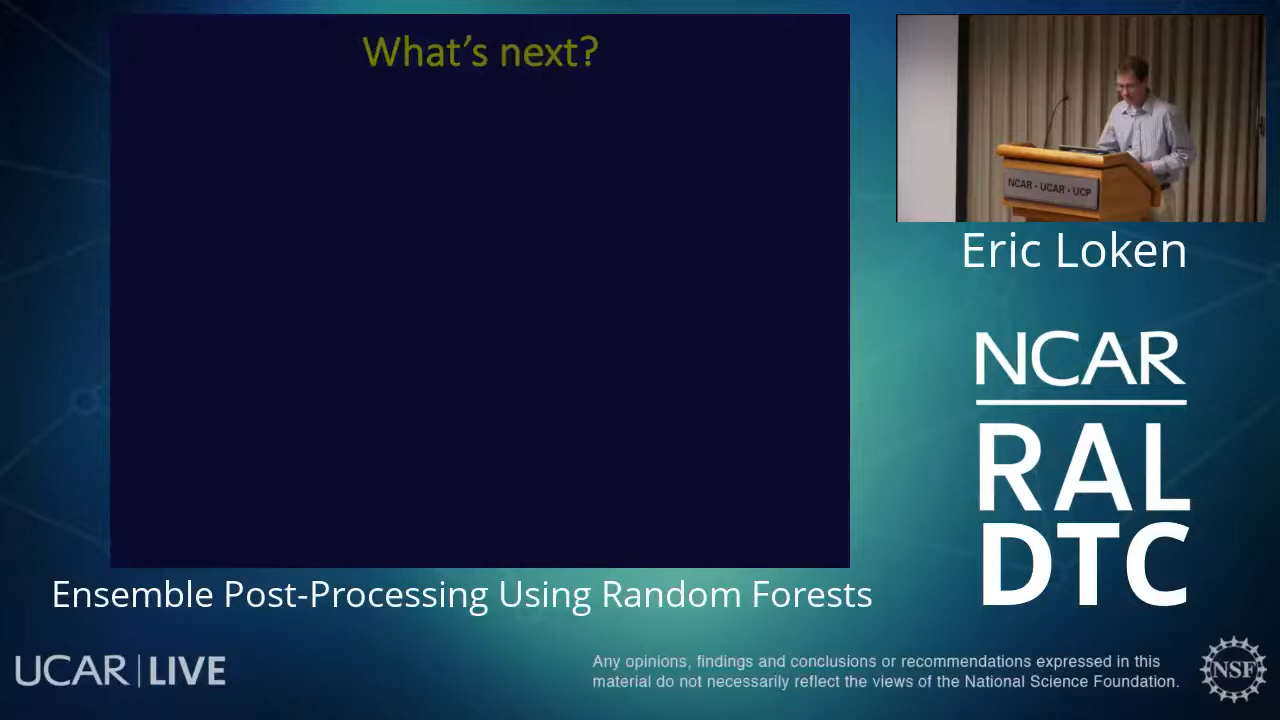 What's next?
NCAR • UCAR • UCP
Eric Loken
NCAR
RAL
DTC
Ensemble Post-Processing Using Random Forests
UCAR | LIVE
Any opinions, findings and conclusions or recommendations expressed in this
material do not necessarily reflect the views of the National Science Foundation.
NSF